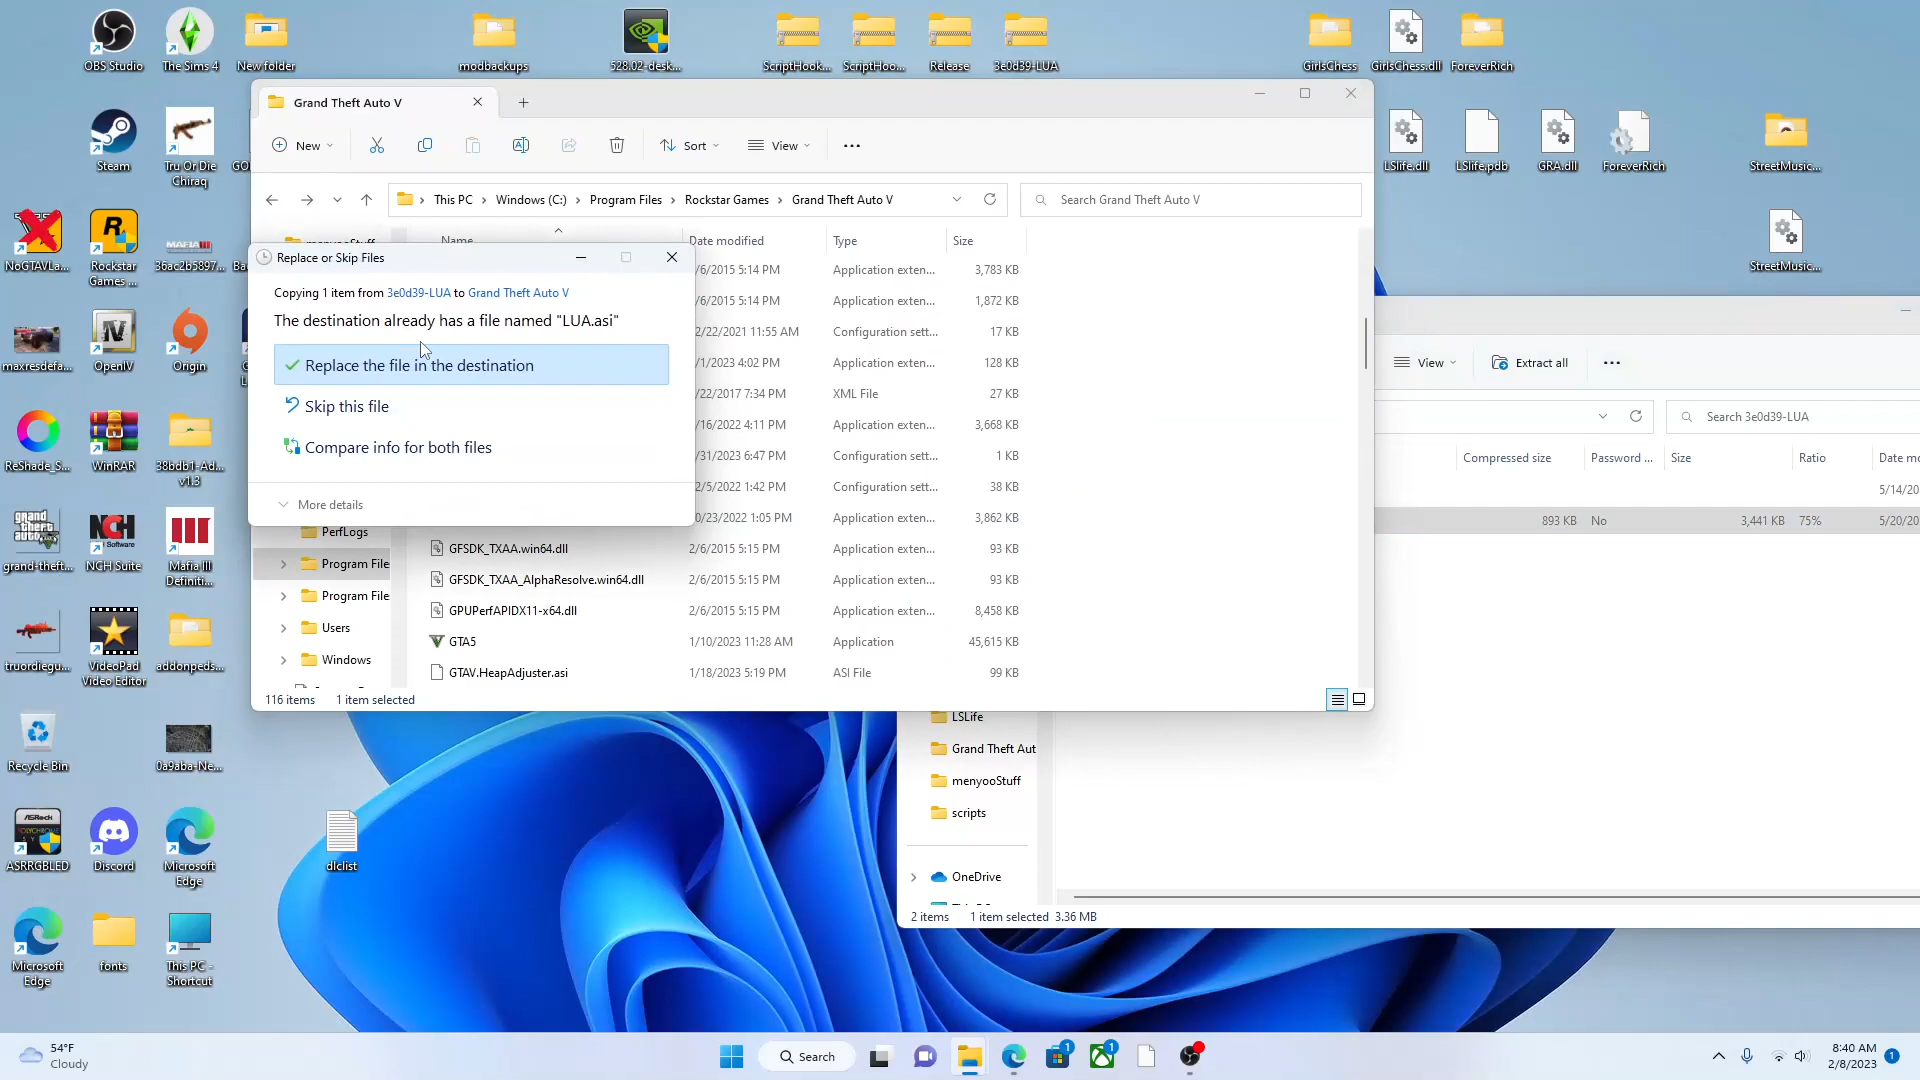 OBS Studio
The Sims 4
New folder
modbackups
528.02-desk...
ScriptHook...
ScriptHoo...
Release
3e0d39-LUA
GirlsChess
GirlsChess.dll
ForeverRich
Steam
Tru Or Die
Chiraq
LSlife.dll
LSlife.pdb
GRA.dll
ForeverRich
StreetMusic...
NoGTAVLa...
Rockstar
Games ...
36ac2b5897...
StreetMusic...
maxresdefa...
OpenIV
Origin
ReShade_S...
WinRAR
38bdb1-Ad...
v1.3
grand-theft...
NCH Suite
Mafia III
Definiti...
truordiegu...
VideoPad
Video Editor
addonpeds...
Recycle Bin
0a9aba-Ne...
ASRRGBLED
Discord
Microsoft
Edge
dlclist
Microsoft
Edge
fonts
This PC -
Shortcut
Grand Theft Auto V
New
Sort
View
This PC > Windows (C:) > Program Files > Rockstar Games > Grand Theft Auto V
Search Grand Theft Auto V
Name
Date modified
Type
Size
/6/2015 5:14 PM Application exten... 3,783 KB
/6/2015 5:14 PM Application exten... 1,872 KB
2/22/2021 11:55 AM Configuration sett... 17 KB
/1/2023 4:02 PM Application exten... 128 KB
/22/2017 7:34 PM XML File 27 KB
/16/2022 4:11 PM Application exten... 3,668 KB
/31/2023 6:47 PM Application exten... 1 KB
2/5/2022 1:42 PM Configuration sett... 38 KB
0/23/2022 1:05 PM Application exten... 3,862 KB
GFSDK_TXAA.win64.dll 2/6/2015 5:15 PM Application exten... 93 KB
GFSDK_TXAA_AlphaResolve.win64.dll 2/6/2015 5:15 PM Application exten... 93 KB
GPUPerfAPIDX11-x64.dll 2/6/2015 5:15 PM Application exten... 8,458 KB
GTA5 1/10/2023 11:28 AM Application 45,615 KB
GTAV.HeapAdjuster.asi 1/18/2023 5:19 PM ASI File 99 KB
PerfLogs
Program File
Program File
Users
Windows
116 items 1 item selected
Replace or Skip Files
Copying 1 item from 3e0d39-LUA to Grand Theft Auto V
The destination already has a file named "LUA.asi"
Replace the file in the destination
Skip this file
Compare info for both files
More details
View
Extract all
Search 3e0d39-LUA
Compressed size
Password ...
Size
Ratio
Date mo
5/14/20
893 KB No 3,441 KB 75% 5/20/20
LSLife
Grand Theft Aut
menyooStuff
scripts
OneDrive
2 items 1 item selected 3.36 MB
54°F
Cloudy
Search
1
1
8:40 AM
2/8/2023
1